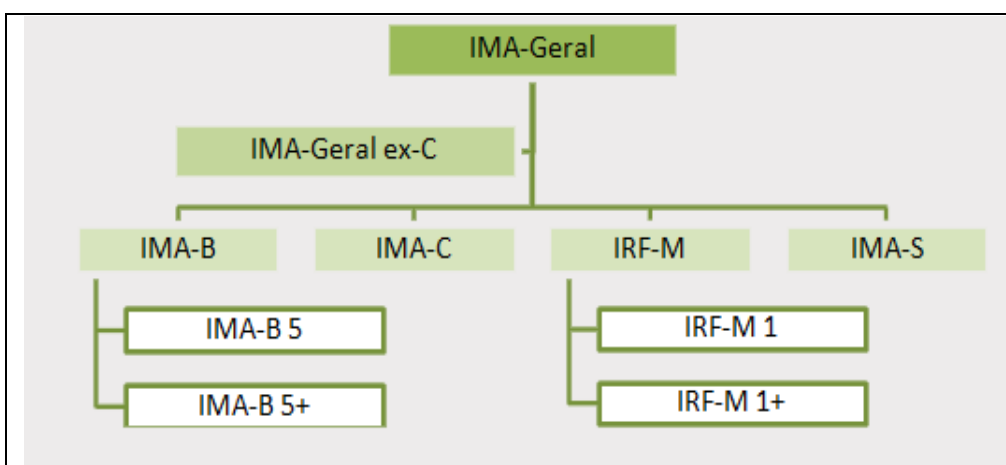 IMA-Geral
IMA-Geral ex-C
IMA-B
IMA-C
IRF-M
IMA-S
IMA-B 5
IRF-M 1
IMA-B 5+
IRF-M 1+